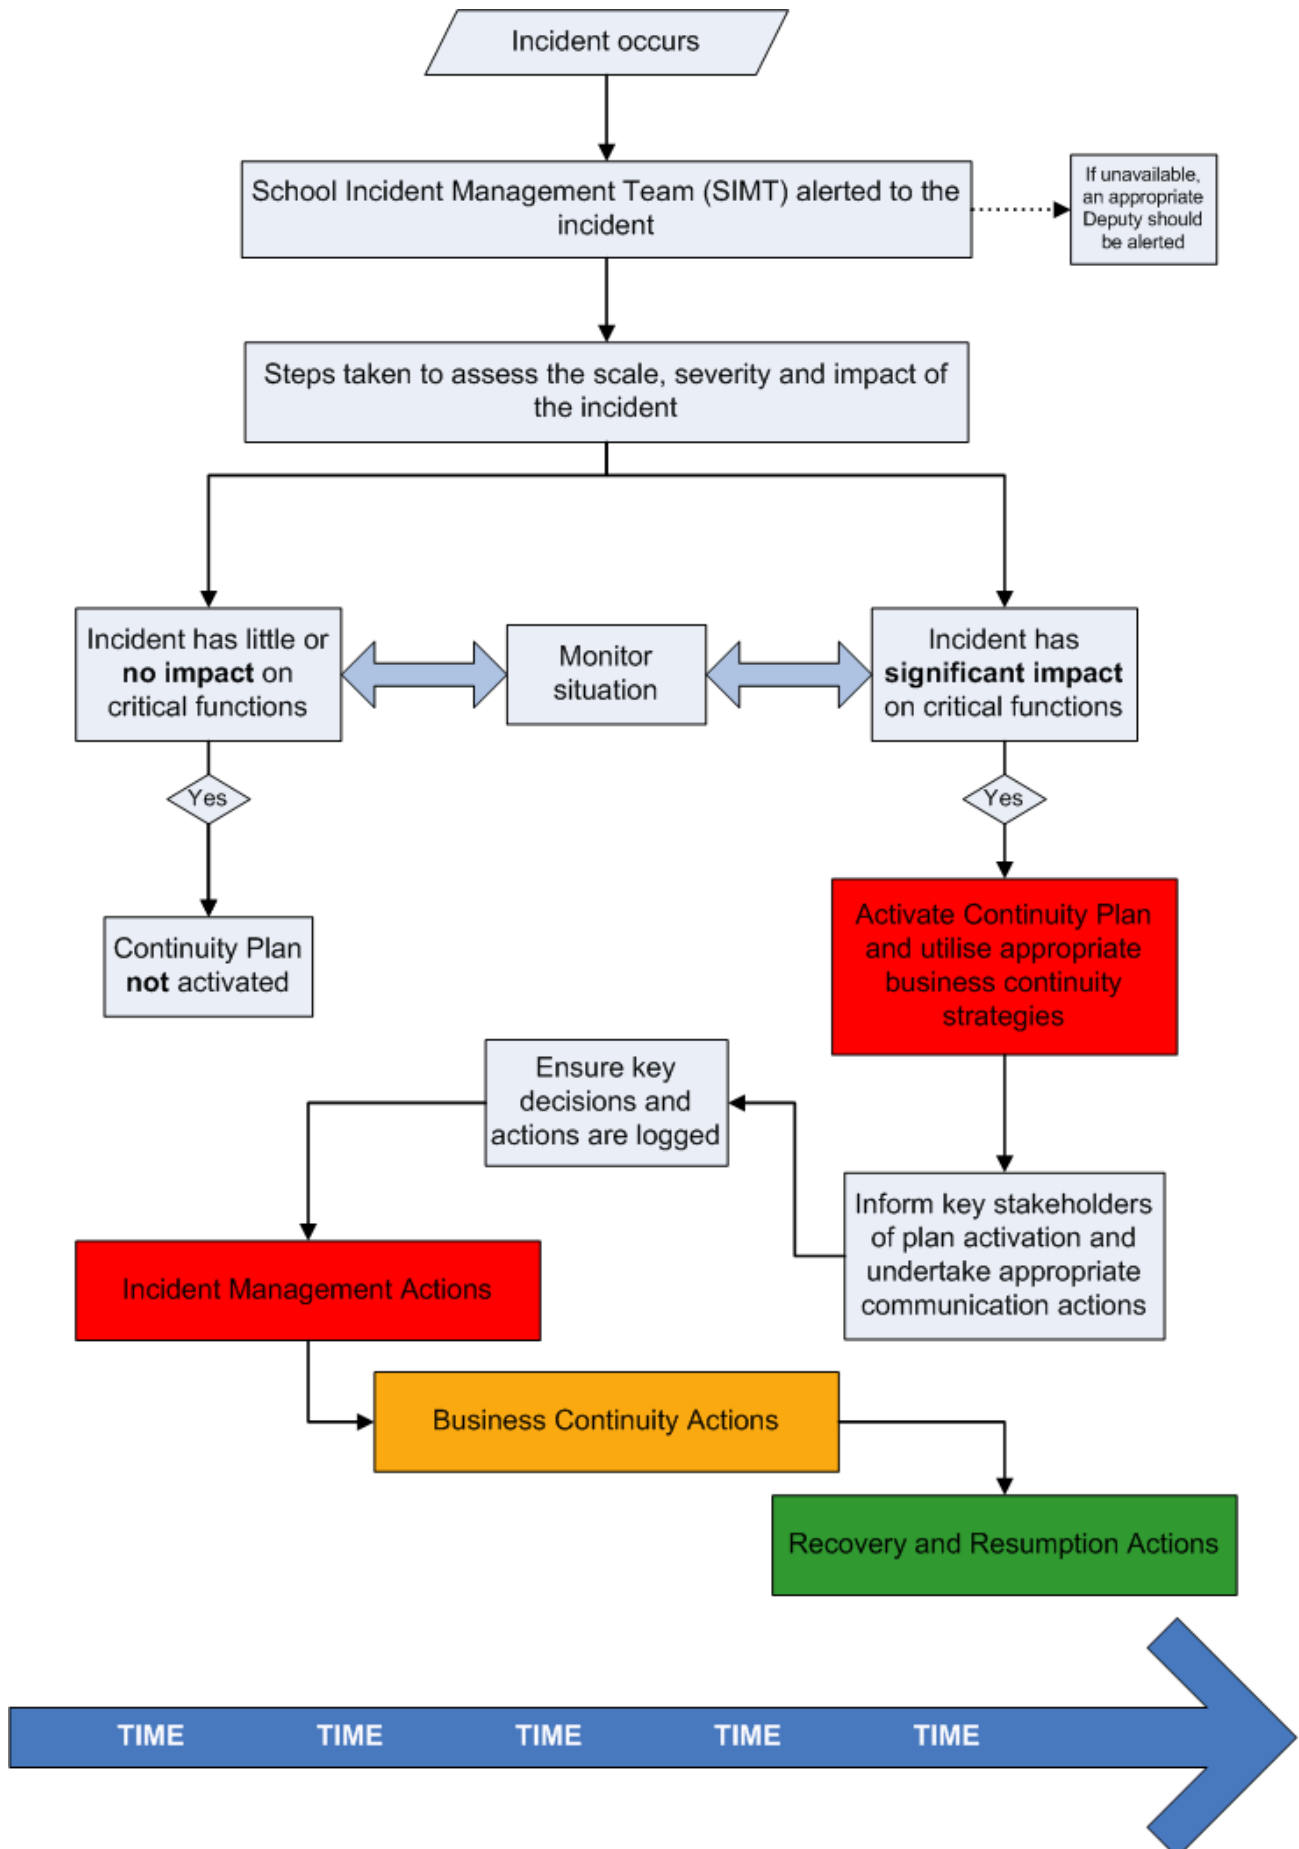 Incident occurs
School Incident Management Team (SIMT) alerted to the
incident
If unavailable,
an appropriate
Deputy should
be alerted
Steps taken to assess the scale, severity and impact of
the incident
Incident has little or
no impact on
critical functions
Monitor
situation
Incident has
significant impact
on critical functions
Yes
Yes
Continuity Plan
not activated
Activate Continuity Plan
and utilise appropriate
business continuity
strategies
Ensure key
decisions and
actions are logged
Inform key stakeholders
of plan activation and
undertake appropriate
communication actions
Incident Management Actions
Business Continuity Actions
Recovery and Resumption Actions
TIME TIME TIME TIME TIME